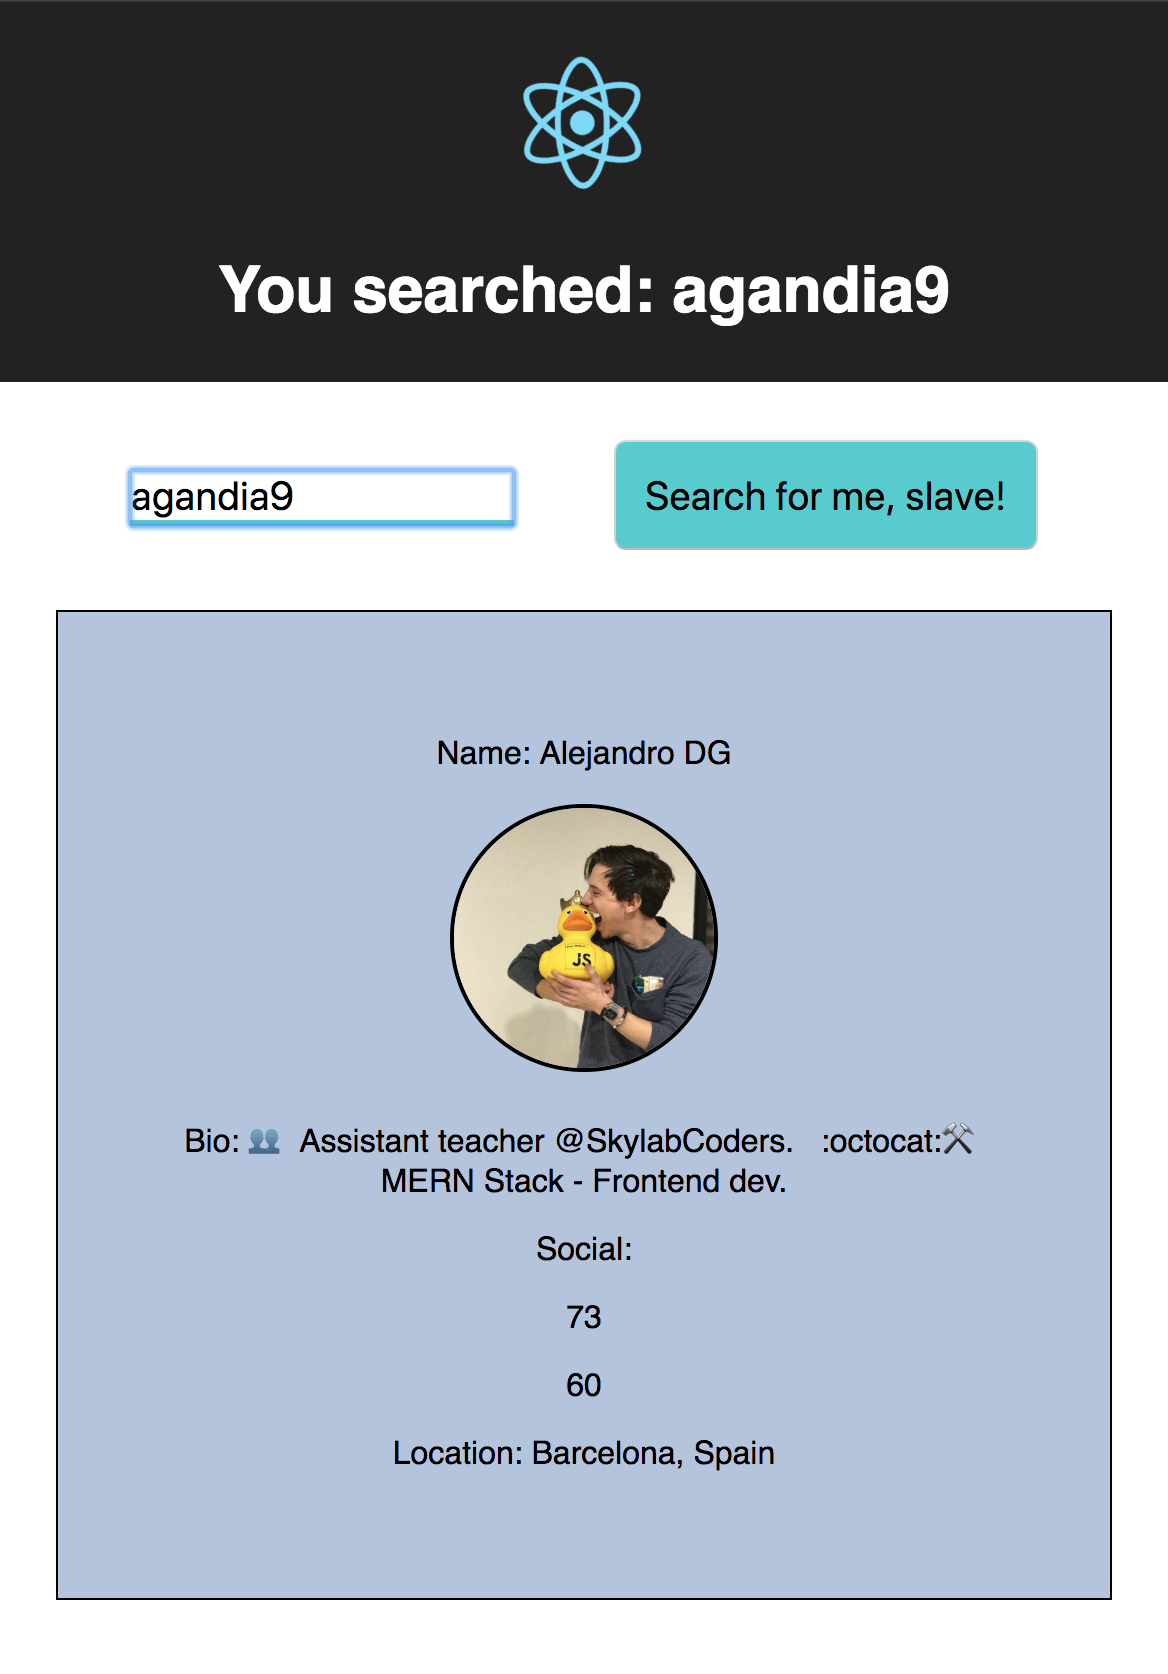 You searched: agandia9
agandia9
Search for me, slave!
Name: Alejandro DG
JS
Bio: 👥 Assistant teacher @SkylabCoders. :octocat:⚒
MERN Stack - Frontend dev.
Social:
73
60
Location: Barcelona, Spain